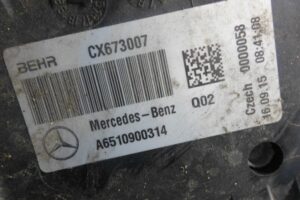 BEHR
CX673007
Mercedes-Benz
A6510900314
Q02
Czech 0000058
16.09.15 08:41:08